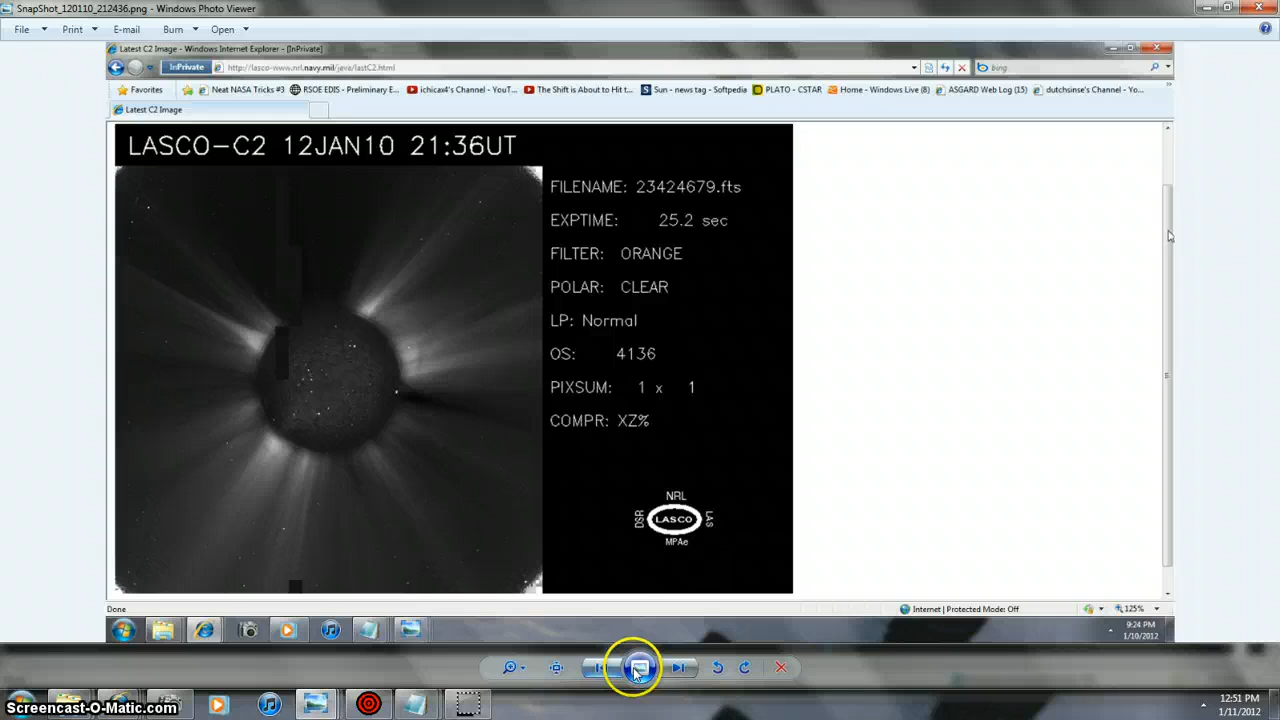 SnapShot_120110_212436.png - Windows Photo Viewer
File Print E-mail Burn Open
Latest C2 Image - Windows Internet Explorer - [InPrivate]
InPrivate http://lasco-www.nrl.navy.mil/java/lastC2.html bing
Favorites Neat NASA Tricks #3 RSOE EDIS - Preliminary E... ichicax4's Channel - YouT... The Shift is About to Hit t... Sun - news tag - Softpedia PLATO - CSTAR Home - Windows Live (8) ASGARD Web Log (15) dutchsinse's Channel - Yo...
Latest C2 Image
LASCO-C2 12JAN10 21:36UT
FILENAME: 23424679.fts
EXPTIME: 25.2 sec
FILTER: ORANGE
POLAR: CLEAR
LP: Normal
OS: 4136
PIXSUM: 1 x 1
COMPR: XZ%
NRL
DSR LASCO LAS
MPAe
Done Internet | Protected Mode: Off 125%
9:24 PM
1/10/2012
12:51 PM
1/11/2012
Screencast-O-Matic.com